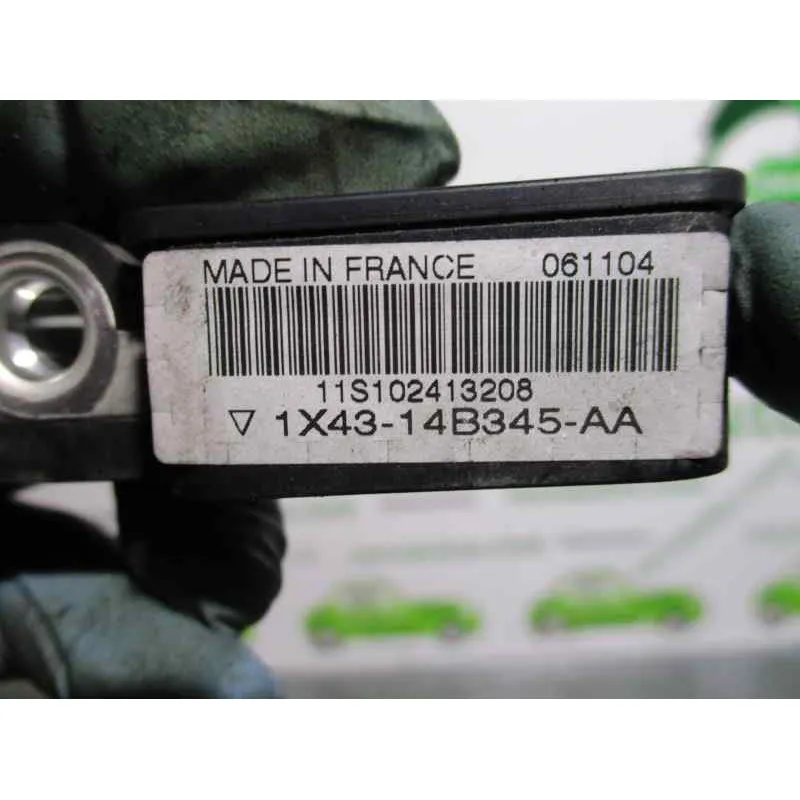 MADE IN FRANCE 061104
11S102413208
▽ 1X43-14B345-AA